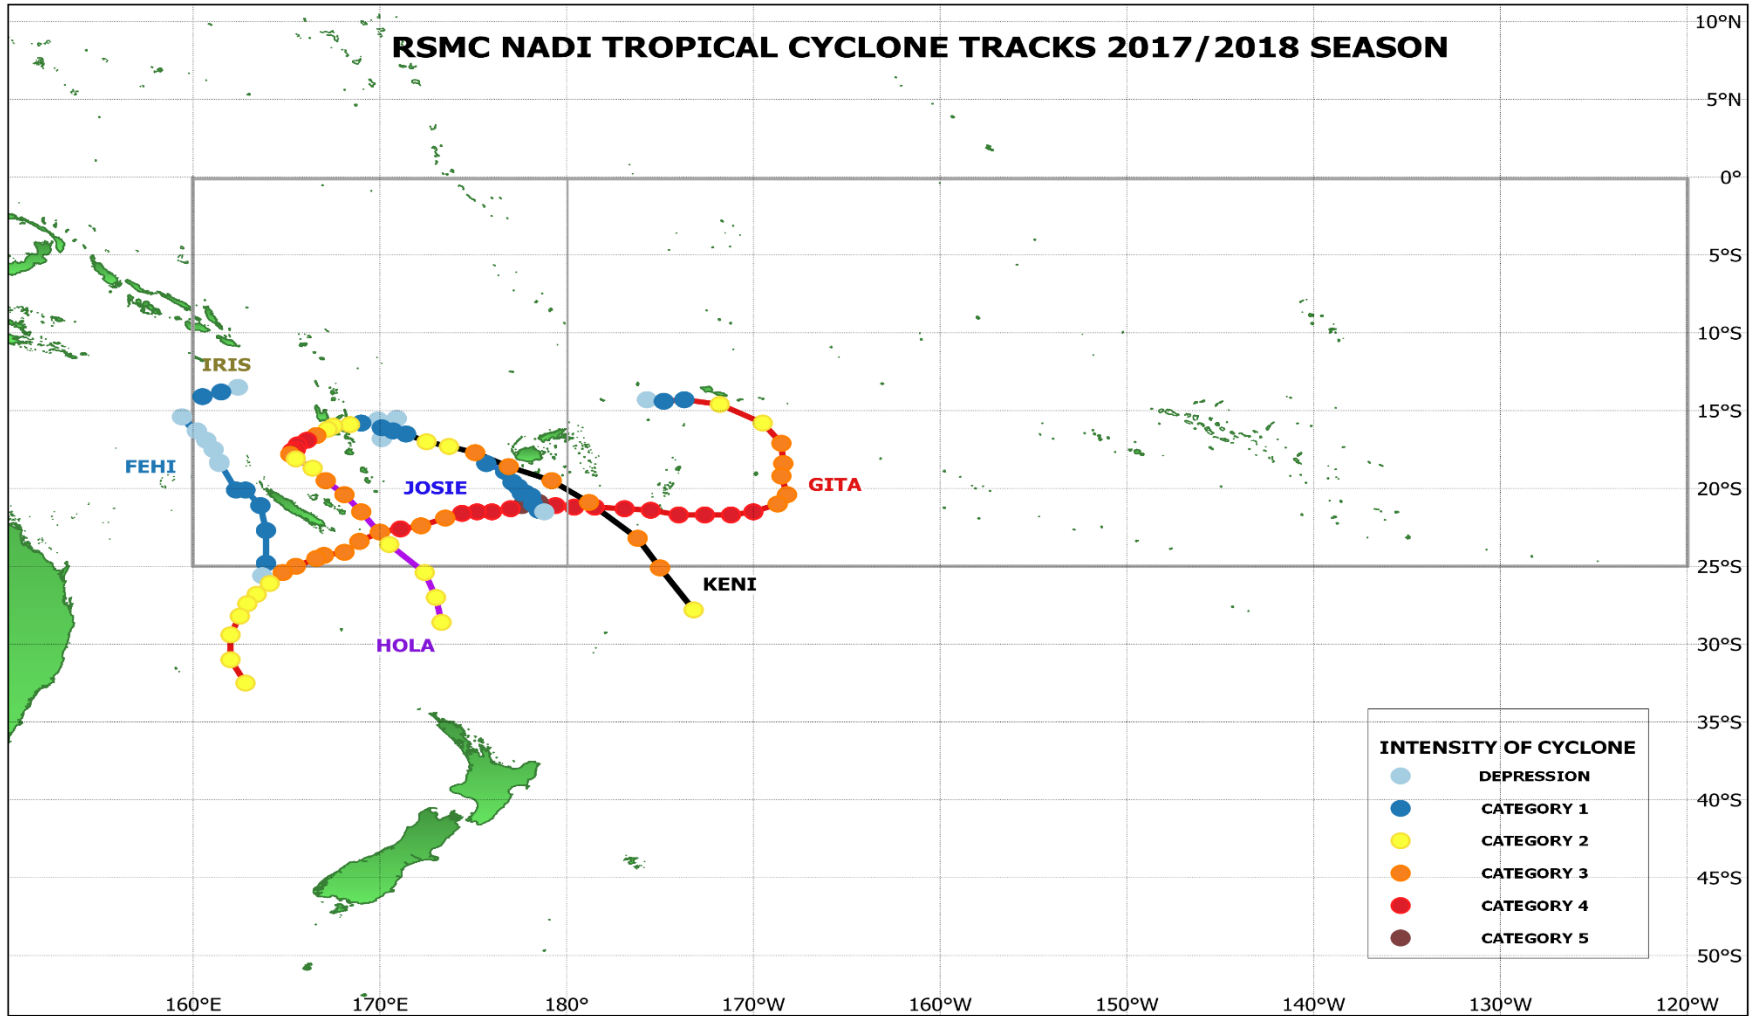 RSMC NADI TROPICAL CYCLONE TRACKS 2017/2018 SEASON
10°N
5°N
0°
5°S
10°S
15°S
20°S
25°S
30°S
35°S
40°S
45°S
50°S
IRIS
FEHI
JOSIE
GITA
KENI
HOLA
INTENSITY OF CYCLONE
DEPRESSION
CATEGORY 1
CATEGORY 2
CATEGORY 3
CATEGORY 4
CATEGORY 5
160°E 170°E 180° 170°W 160°W 150°W 140°W 130°W 120°W